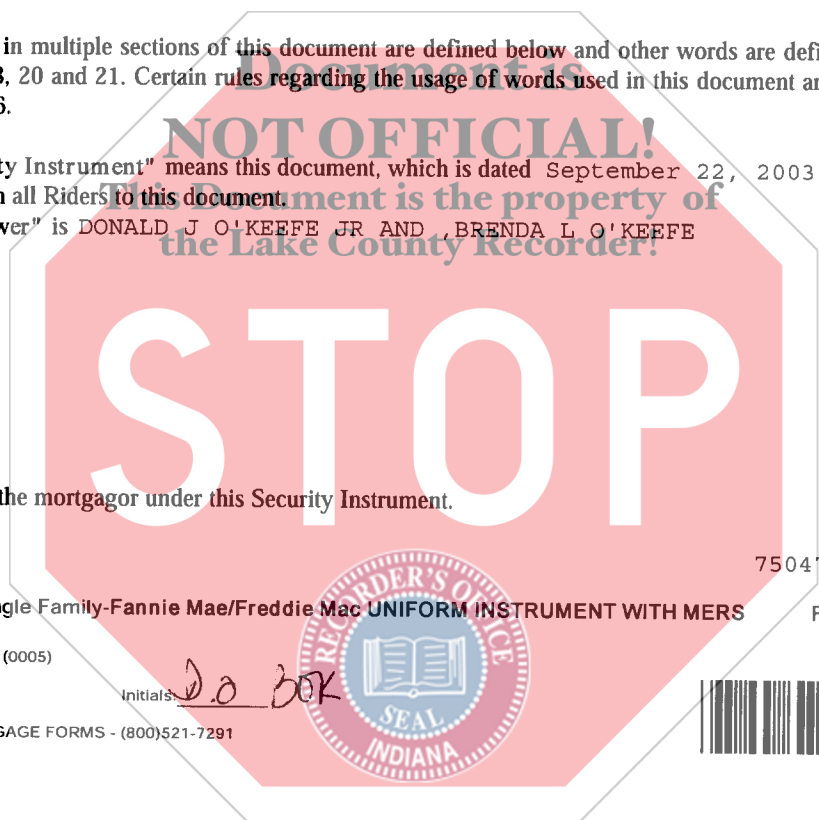 in multiple sections of this document are defined below and other words are defi
3, 20 and 21. Certain rules regarding the usage of words used in this document ar
6.
Document is
NOT OFFICIAL!
This Document is the property of
the Lake County Recorder!
ty Instrument" means this document, which is dated September 22, 2003
n all Riders to this document.
wer" is DONALD J O'KEEFE JR AND ,BRENDA L O'KEEFE
STOP
the mortgagor under this Security Instrument.
7504
ngle Family-Fannie Mae/Freddie Mac UNIFORM INSTRUMENT WITH MERS F
(0005)
Initials: D.O BOK
GAGE FORMS - (800)521-7291
RECORDER'S OFFICE
SEAL
INDIANA